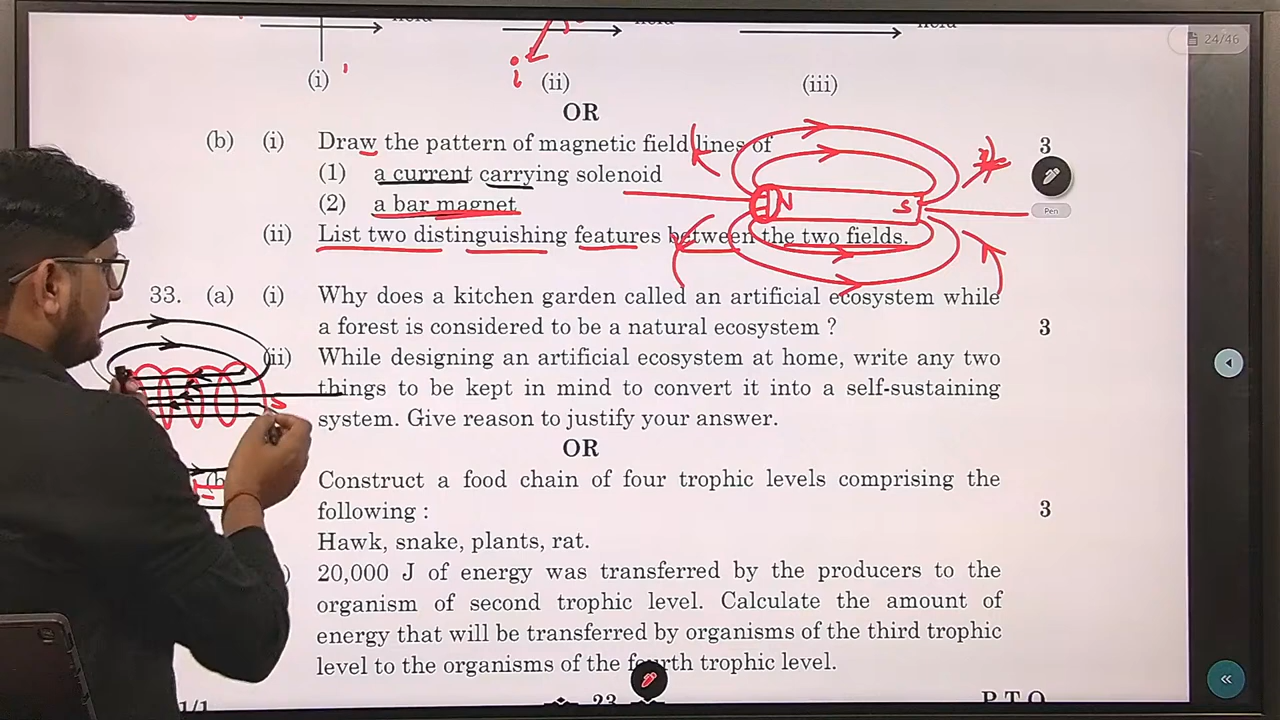 24/46
(i)
i
(ii)
(iii)
OR
(b) (i) Draw the pattern of magnetic field lines of 3
(1) a current carrying solenoid
(2) a bar magnet
N S
Pen
(ii) List two distinguishing features between the two fields.
33. (a) (i) Why does a kitchen garden called an artificial ecosystem while
a forest is considered to be a natural ecosystem ? 3
(ii) While designing an artificial ecosystem at home, write any two
things to be kept in mind to convert it into a self-sustaining
S
system. Give reason to justify your answer.
OR
(b Construct a food chain of four trophic levels comprising the
following : 3
Hawk, snake, plants, rat.
20,000 J of energy was transferred by the producers to the
organism of second trophic level. Calculate the amount of
energy that will be transferred by organisms of the third trophic
level to the organisms of the fourth trophic level.
1/1 23 P.T.O.